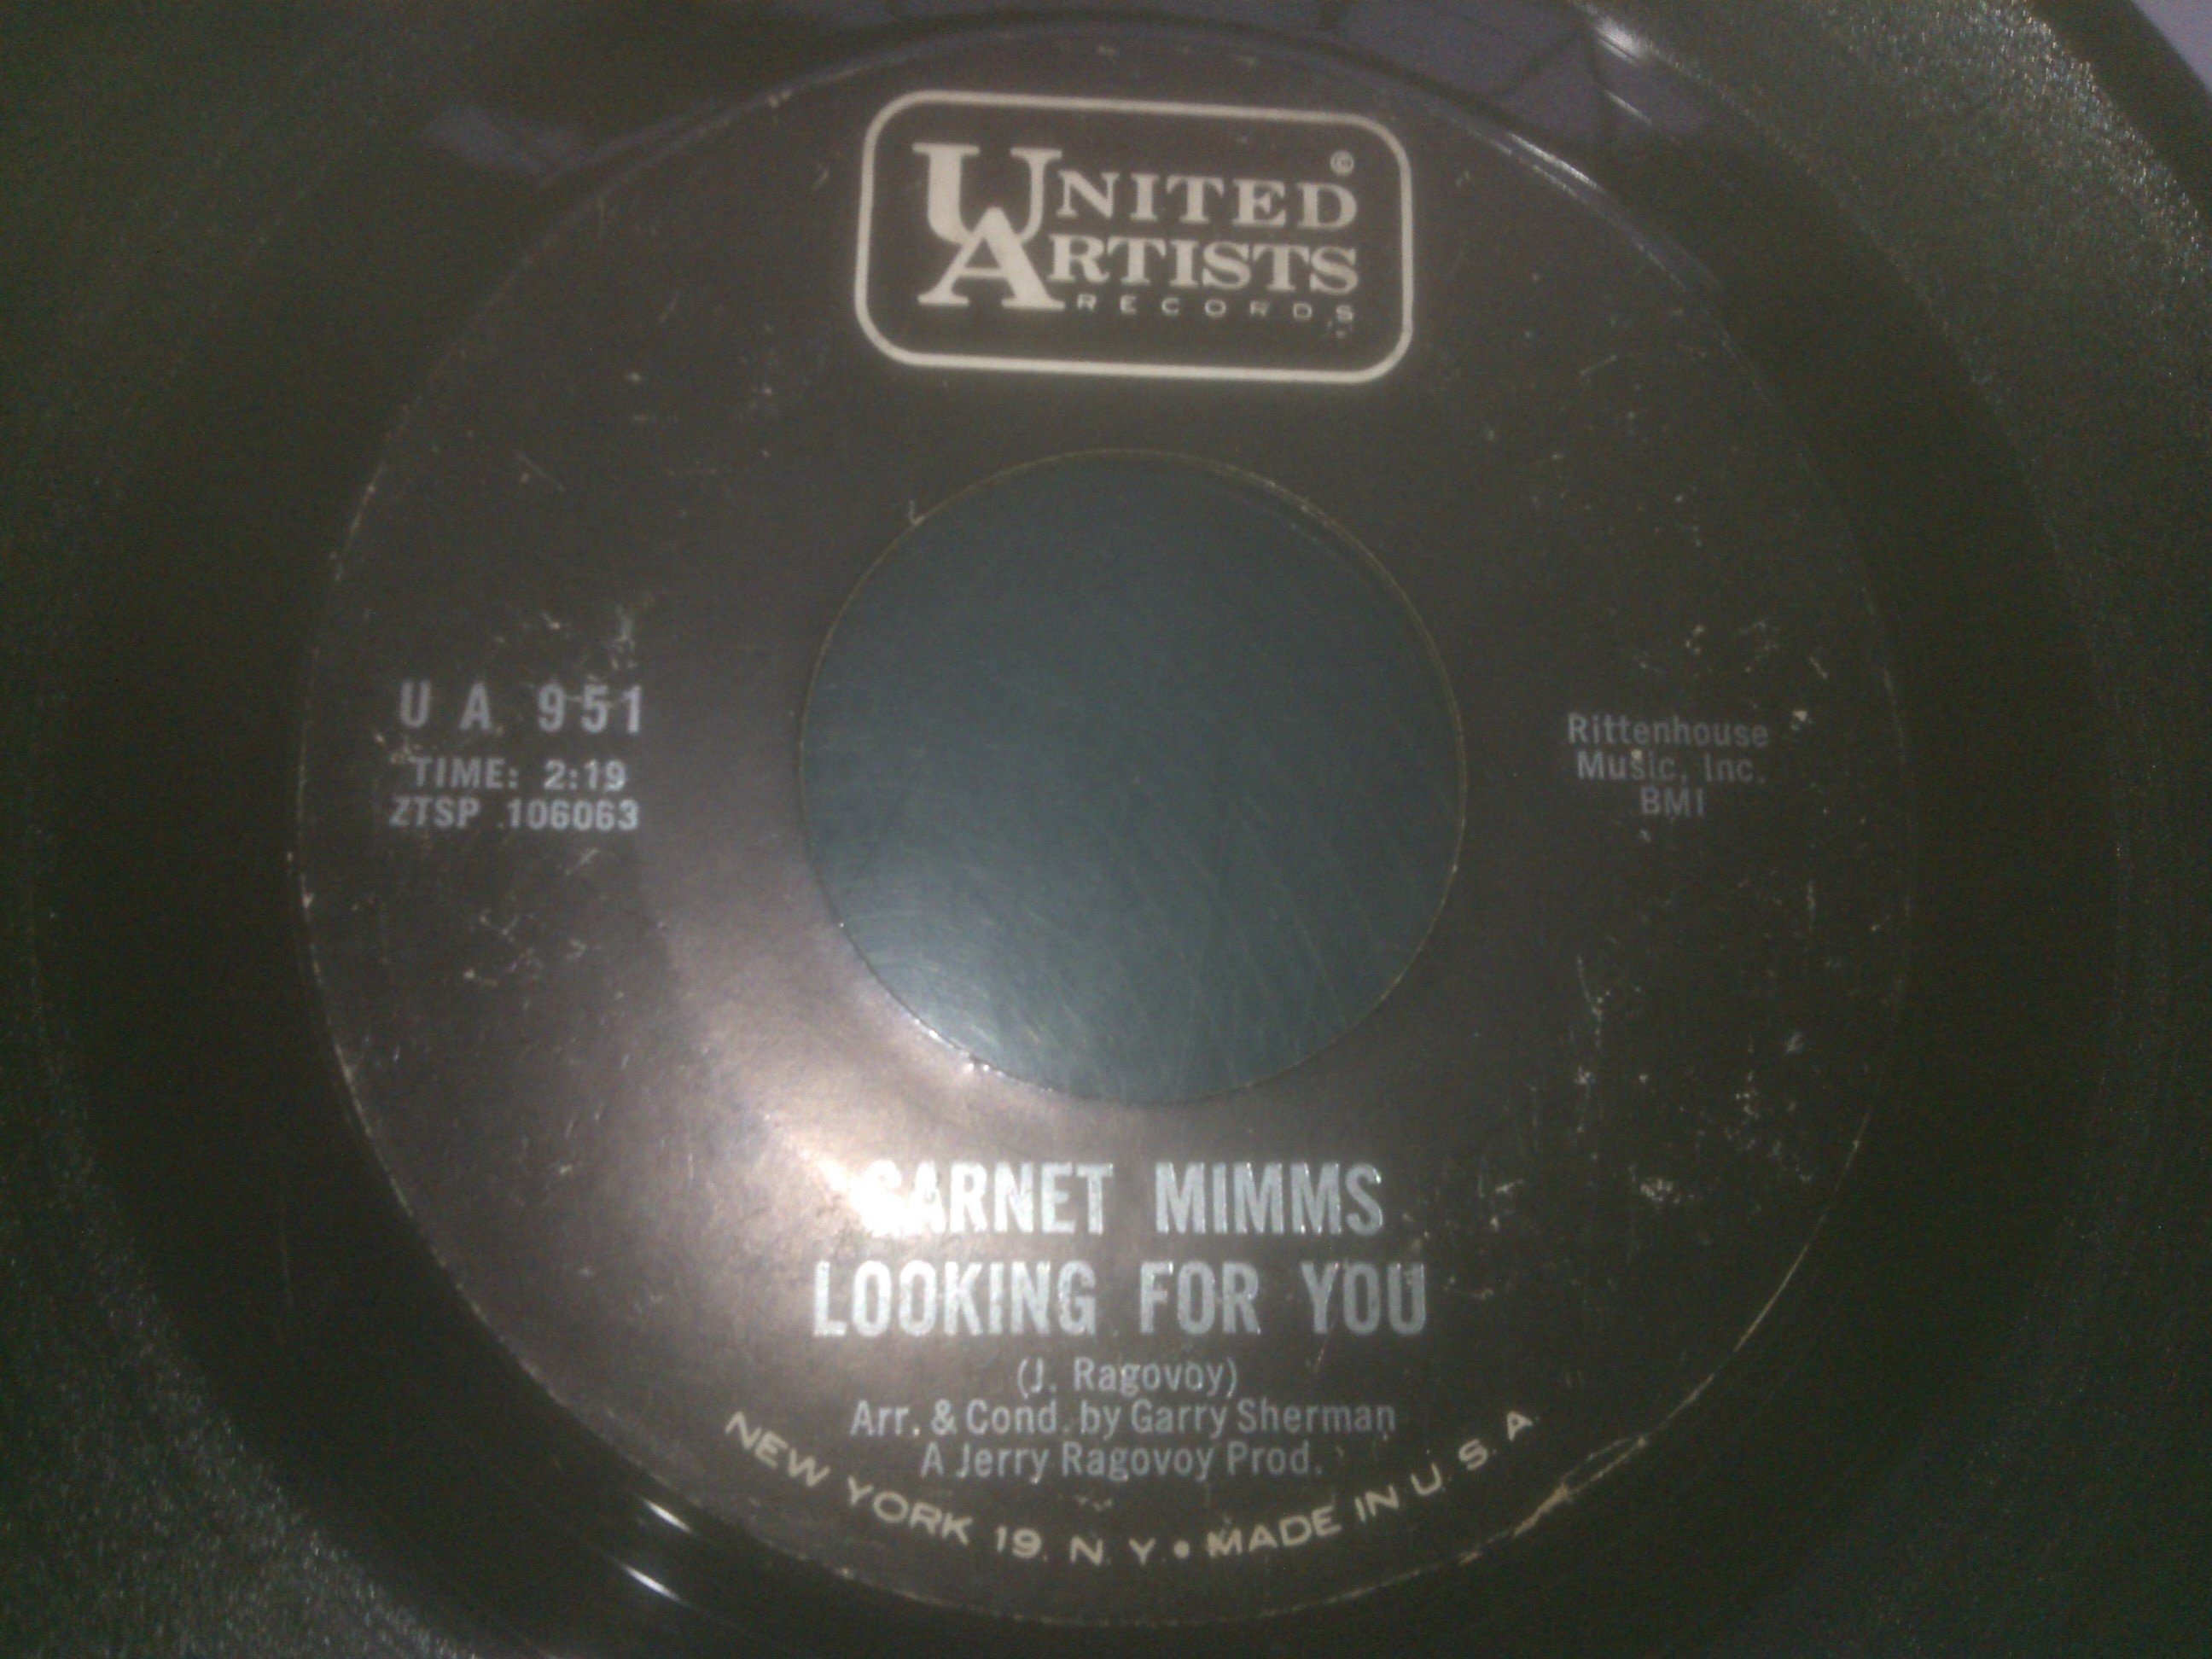 UNITED ©
ARTISTS
RECORDS
U A 951
TIME: 2:19
ZTSP 106063
Rittenhouse
Music, Inc.
BMI
GARNET MIMMS
LOOKING FOR YOU
(J. Ragovoy)
Arr. & Cond. by Garry Sherman
A Jerry Ragovoy Prod.
NEW YORK 19. N. Y. • MADE IN U. S. A.